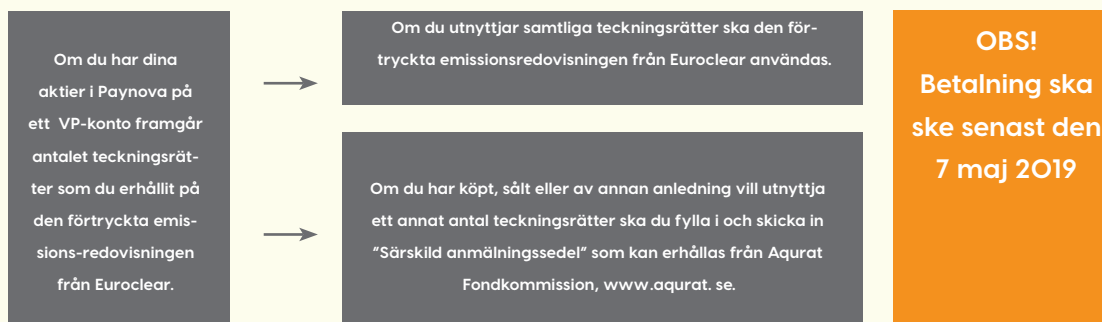 Om du har dina
aktier i Paynova på
ett VP-konto framgår
antalet teckningsrät-
ter som du erhållit på
den förtryckta emis-
sions-redovisningen
från Euroclear.
Om du utnyttjar samtliga teckningsrätter ska den för-
tryckta emissionsredovisningen från Euroclear användas.
Om du har köpt, sålt eller av annan anledning vill utnyttja
ett annat antal teckningsrätter ska du fylla i och skicka in
”Särskild anmälningssedel” som kan erhållas från Aqurat
Fondkommission, www.aqurat. se.
OBS!
Betalning ska
ske senast den
7 maj 2019